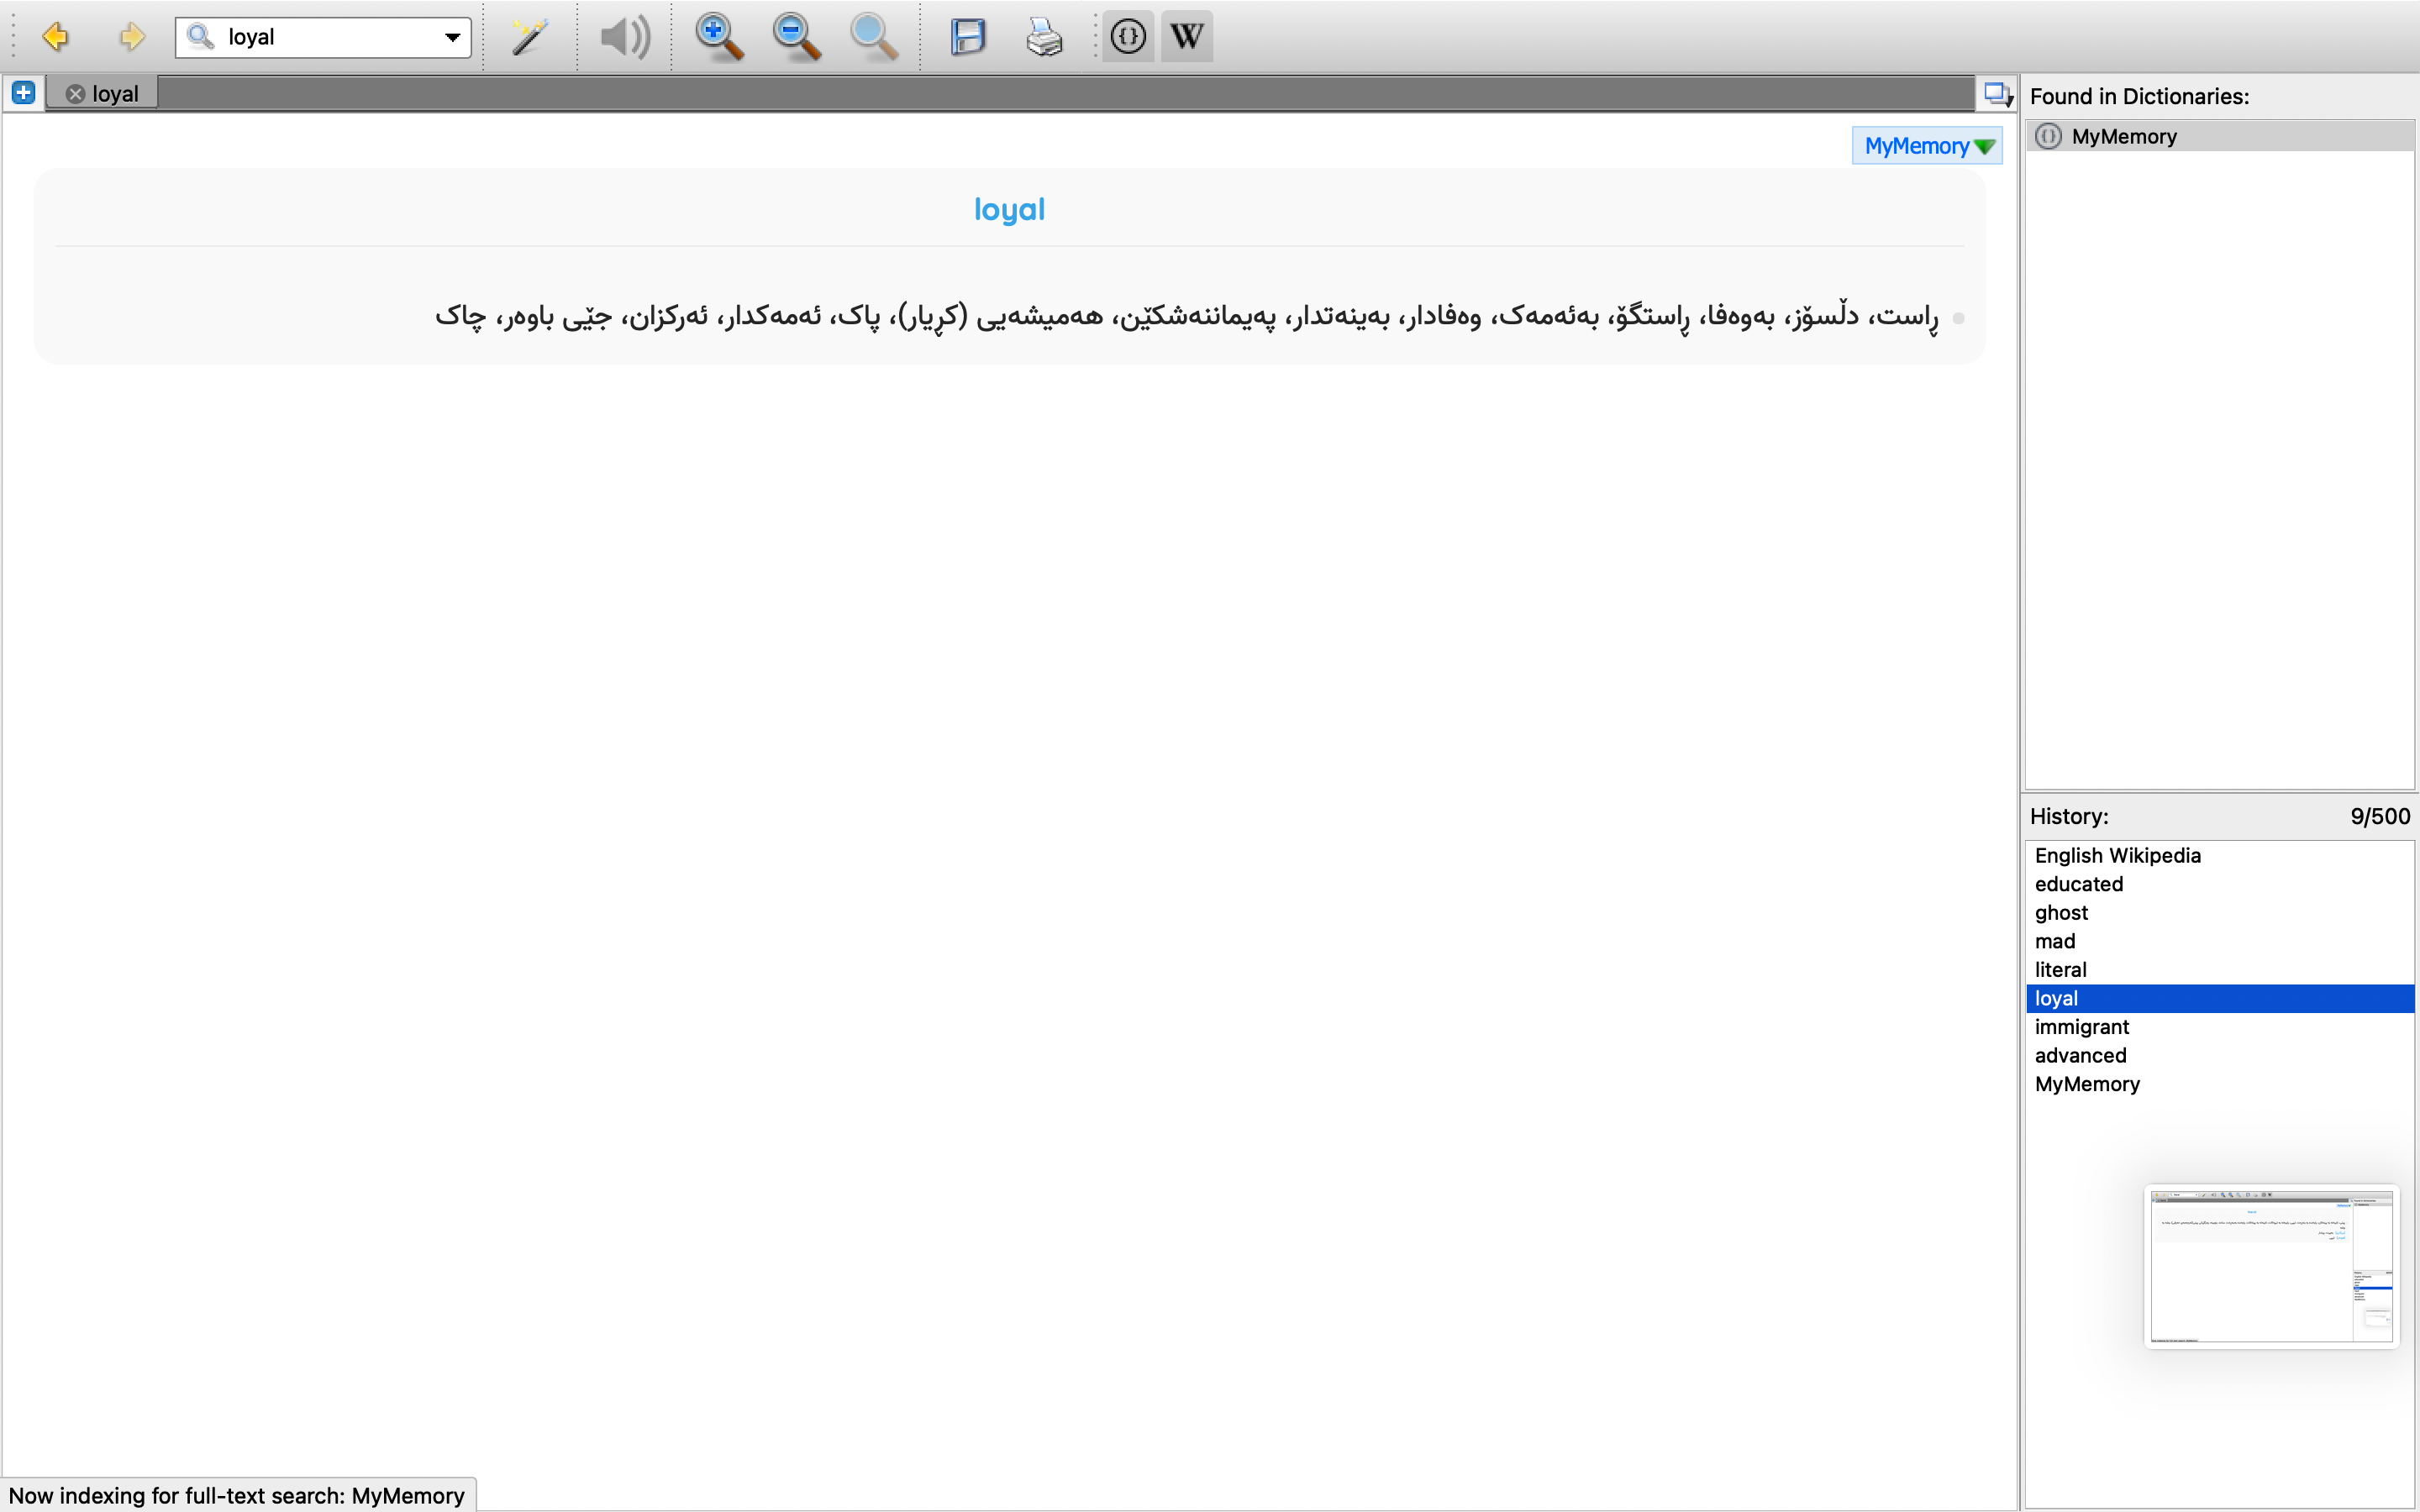 loyal
W
loyal
Found in Dictionaries:
MyMemory
MyMemory
loyal
ڕاست، دڵسۆز، بەوەفا، ڕاستگۆ، بەئەمەک، وەفادار، بەینەتدار، پەیماننەشکێن، هەمیشەیی (کڕیار)، پاک، ئەمەکدار، ئەرکزان، جێی باوەر، چاک
History: 9/500
English Wikipedia
educated
ghost
mad
literal
loyal
immigrant
advanced
MyMemory
Now indexing for full-text search: MyMemory